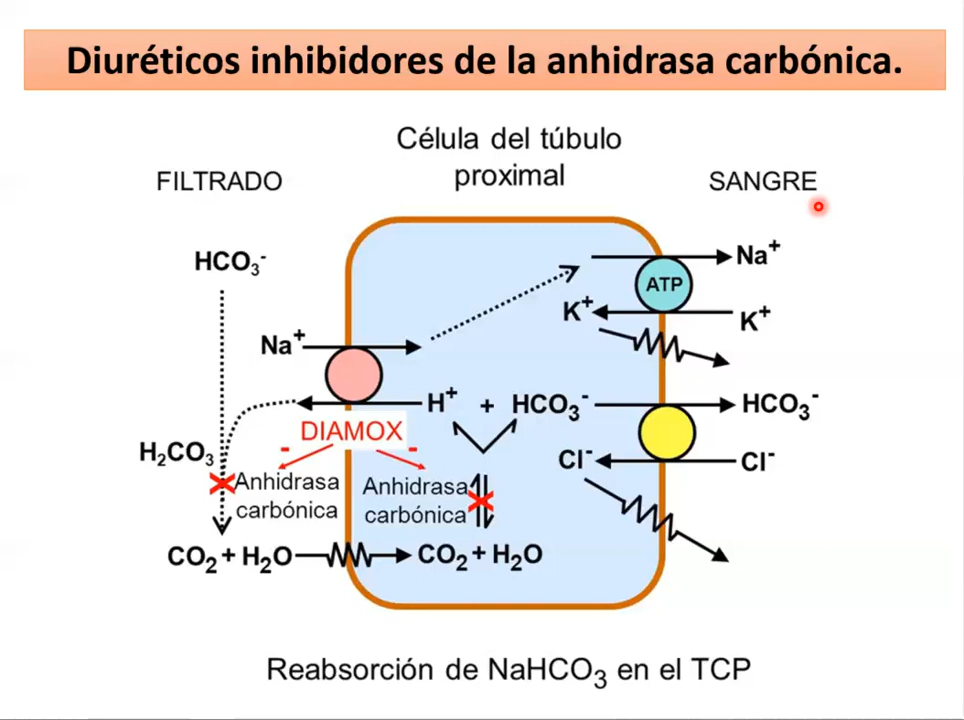 Diuréticos inhibidores de la anhidrasa carbónica.
Célula del túbulo
proximal
FILTRADO
SANGRE
HCO₃⁻
Na⁺
ATP
K⁺
K⁺
Na⁺
H⁺ + HCO₃⁻
HCO₃⁻
DIAMOX
- -
H₂CO₃
Cl⁻
Cl⁻
Anhidrasa
carbónica
Anhidrasa
carbónica
CO₂ + H₂O
CO₂ + H₂O
Reabsorción de NaHCO₃ en el TCP